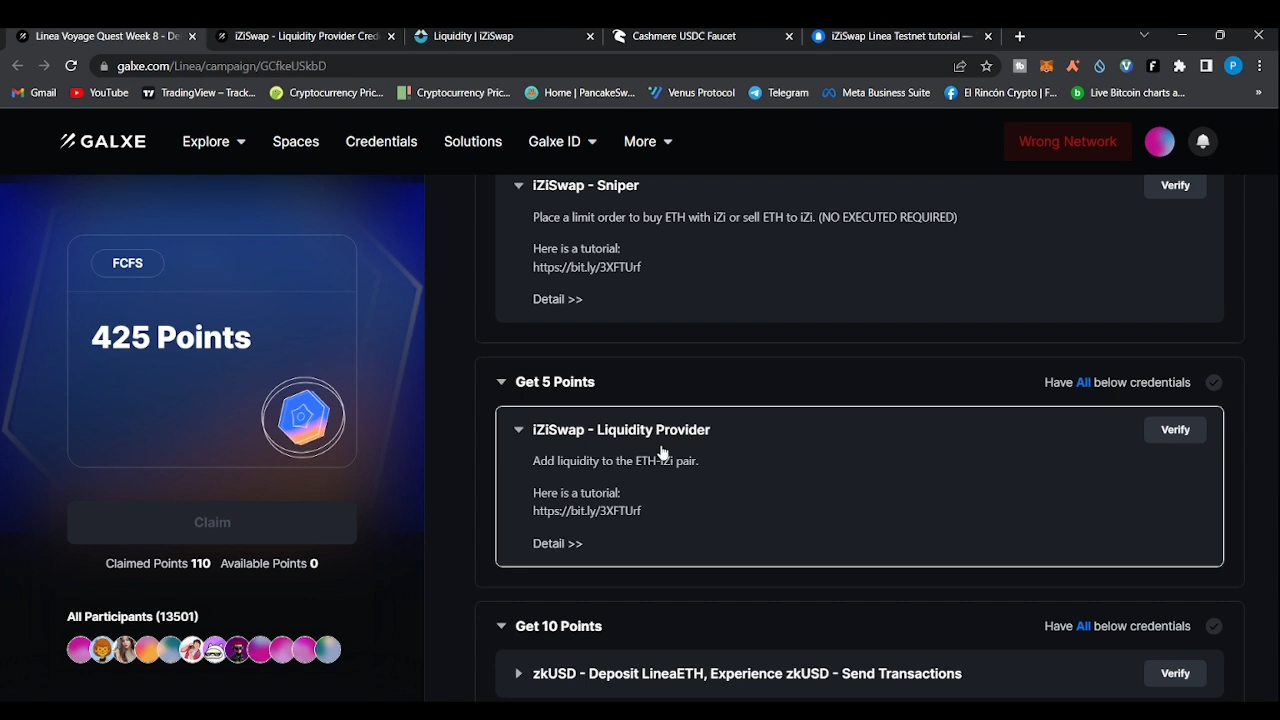 Linea Voyage Quest Week 8 - De
iZiSwap - Liquidity Provider Cred
Liquidity | iZiSwap
Cashmere USDC Faucet
iZiSwap Linea Testnet tutorial —
galxe.com/Linea/campaign/GCfkeUSkbD
P
Gmail
YouTube
TradingView – Track...
Cryptocurrency Pric...
Cryptocurrency Pric...
Home | PancakeSw...
Venus Protocol
Telegram
Meta Business Suite
El Rincón Crypto | F...
Live Bitcoin charts a...
»
GALXE
Explore
Spaces
Credentials
Solutions
Galxe ID
More
Wrong Network
FCFS
425 Points
Claim
Claimed Points 110 Available Points 0
All Participants (13501)
iZiSwap - Sniper
Verify
Place a limit order to buy ETH with iZi or sell ETH to iZi. (NO EXECUTED REQUIRED)
Here is a tutorial:
https://bit.ly/3XFTUrf
Detail >>
Get 5 Points
Have All below credentials
iZiSwap - Liquidity Provider
Verify
Add liquidity to the ETH-iZi pair.
Here is a tutorial:
https://bit.ly/3XFTUrf
Detail >>
Get 10 Points
Have All below credentials
zkUSD - Deposit LineaETH, Experience zkUSD - Send Transactions
Verify